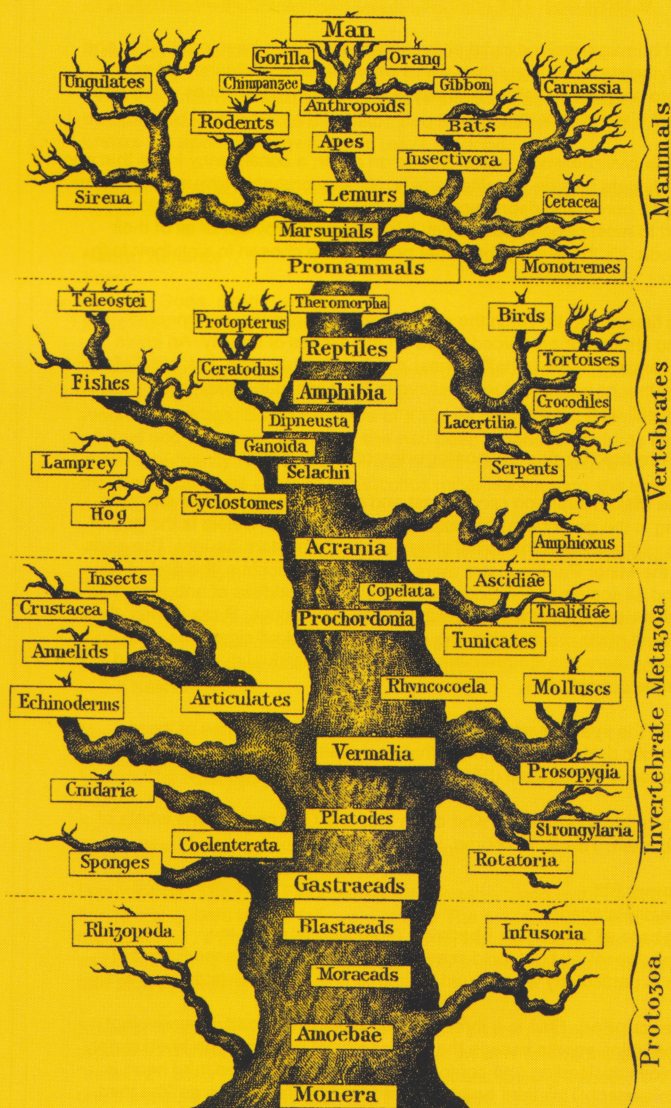 Man
Gorilla
Orang
Ungulates
Chimpanzee
Gibbon
Carnassia
Anthropoids
Rodents
Bats
Apes
Insectivora
Sirena
Lemurs
Cetacea
Marsupials
Promammals
Monotremes
Mammals
Teleostei
Theromorpha
Protopterus
Birds
Reptiles
Tortoises
Ceratodus
Fishes
Amphibia
Crocodiles
Dipneusta
Lacertilia
Ganoida
Lamprey
Selachii
Serpents
Cyclostomes
Hog
Acrania
Amphioxus
Vertebrates
Insects
Copelata
Ascidiae
Crustacea
Prochordonia
Thalidiae
Tunicates
Annelids
Echinoderms
Articulates
Rhyncocoela
Molluscs
Vermalia
Prosopygia
Cnidaria
Platodes
Strongylaria
Coelenterata
Sponges
Rotatoria
Gastraeads
Invertebrate Metazoa.
Rhizopoda.
Blastaeads
Infusoria
Moraeads
Amoebae
Monera
Protozoa